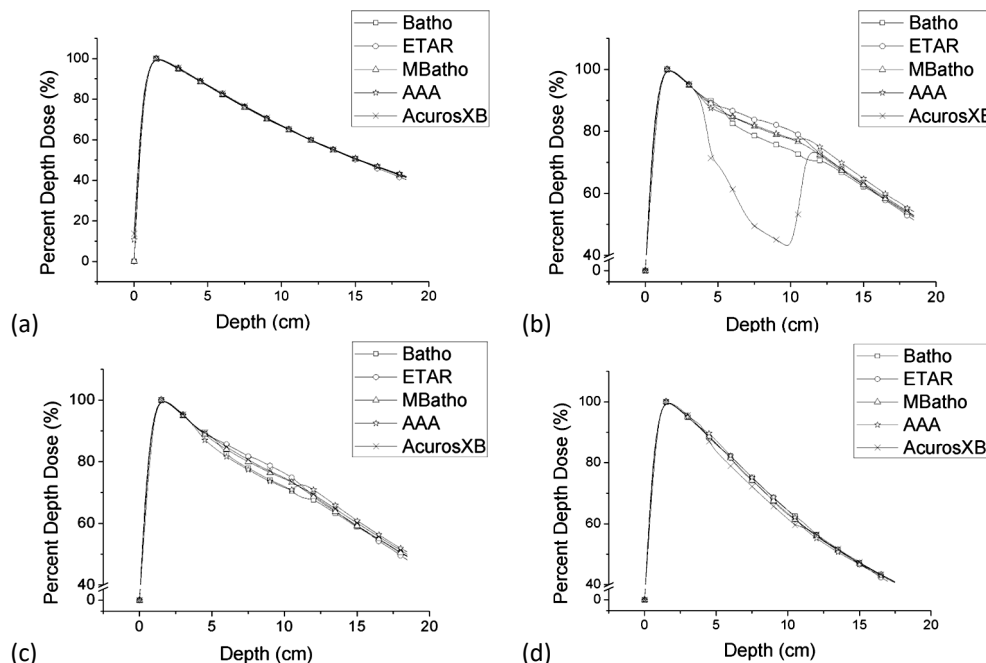 Batho
ETAR
MBatho
AAA
AcurosXB
Percent Depth Dose (%)
100
80
60
40
20
0
0 5 10 15 20
Depth (cm)
(a)
Batho
ETAR
MBatho
AAA
AcurosXB
Percent Depth Dose (%)
100
80
60
40
0
0 5 10 15 20
Depth (cm)
(b)
Batho
ETAR
MBatho
AAA
AcurosXB
Percent Depth Dose (%)
100
80
60
40
0
0 5 10 15 20
Depth (cm)
(c)
Batho
ETAR
MBatho
AAA
AcurosXB
Percent Depth Dose (%)
100
80
60
40
0
0 5 10 15 20
Depth (cm)
(d)